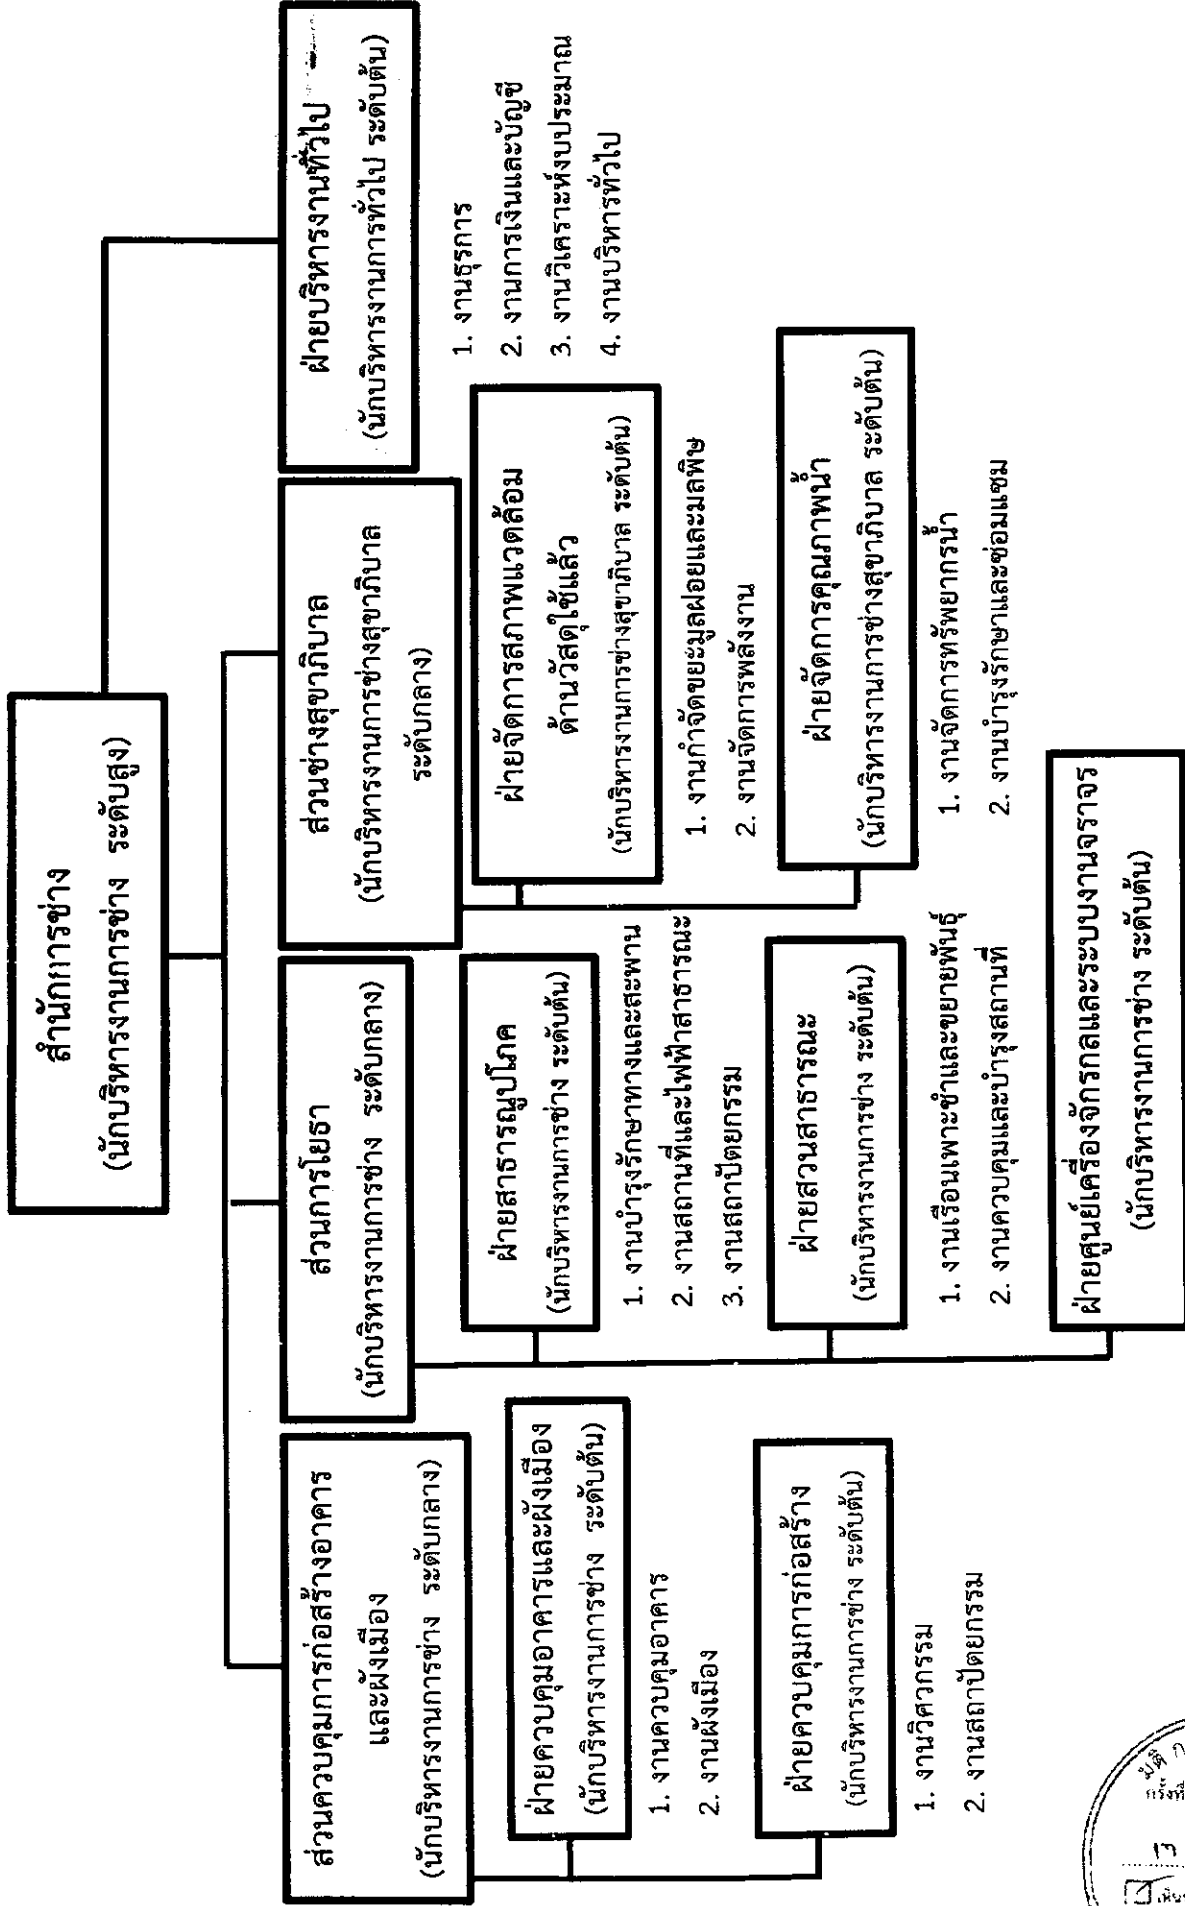 สำนักการช่าง
(นักบริหารงานการช่าง ระดับสูง)
ส่วนควบคุมการก่อสร้างอาคาร
และผังเมือง
(นักบริหารงานการช่าง ระดับกลาง)
ฝ่ายควบคุมอาคารและผังเมือง
(นักบริหารงานการช่าง ระดับต้น)
1. งานควบคุมอาคาร
2. งานผังเมือง
ฝ่ายควบคุมการก่อสร้าง
(นักบริหารงานการช่าง ระดับต้น)
1. งานวิศวกรรม
2. งานสถาปัตยกรรม
ส่วนการโยธา
(นักบริหารงานการช่าง ระดับกลาง)
ฝ่ายสาธารณูปโภค
(นักบริหารงานการช่าง ระดับต้น)
1. งานบำรุงรักษาทางและสะพาน
2. งานสถานที่และไฟฟ้าสาธารณะ
3. งานสถาปัตยกรรม
ฝ่ายสวนสาธารณะ
(นักบริหารงานการช่าง ระดับต้น)
1. งานเรือนเพาะชำและขยายพันธุ์
2. งานควบคุมและบำรุงสถานที่
ฝ่ายศูนย์เครื่องจักรกลและระบบงานจราจร
(นักบริหารงานการช่าง ระดับต้น)
ส่วนช่างสุขาภิบาล
(นักบริหารงานการช่างสุขาภิบาล
ระดับกลาง)
ฝ่ายจัดการสภาพแวดล้อม
ด้านวัสดุใช้แล้ว
(นักบริหารงานการช่างสุขาภิบาล ระดับต้น)
1. งานกำจัดขยะมูลฝอยและมลพิษ
2. งานจัดการพลังงาน
ฝ่ายจัดการคุณภาพน้ำ
(นักบริหารงานการช่างสุขาภิบาล ระดับต้น)
1. งานจัดการทรัพยากรน้ำ
2. งานบำรุงรักษาและซ่อมแซม
ฝ่ายบริหารงานทั่วไป
(นักบริหารงานการทั่วไป ระดับต้น)
1. งานธุรการ
2. งานการเงินและบัญชี
3. งานวิเคราะห์งบประมาณ
4. งานบริหารทั่วไป
มติ ก